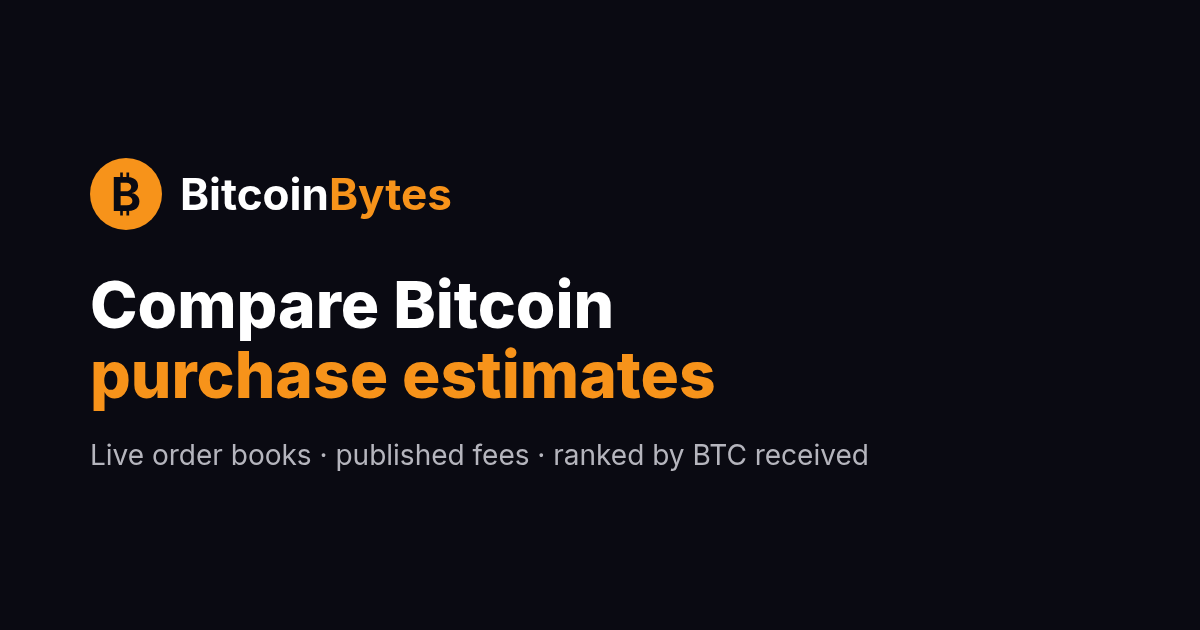 BitcoinBytes
Compare Bitcoin
purchase estimates
Live order books · published fees · ranked by BTC received